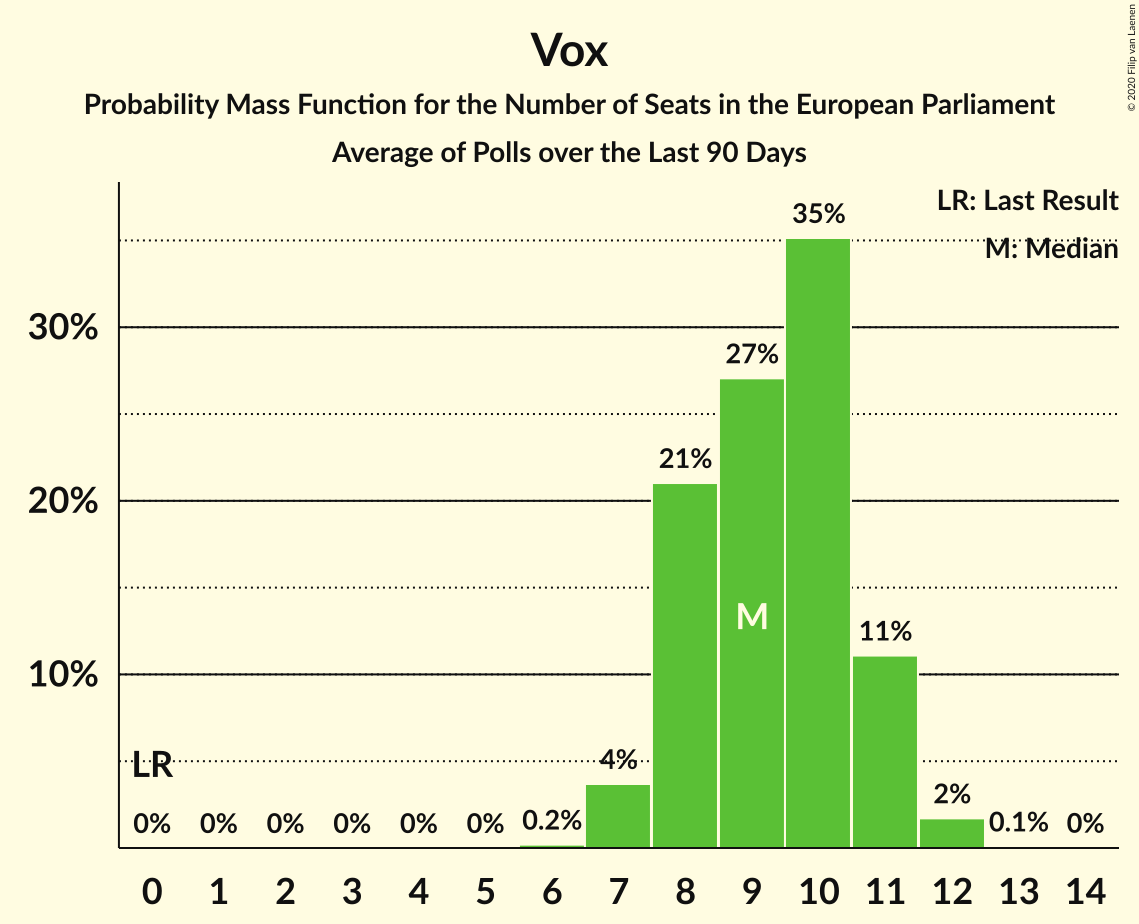 Vox
Probability Mass Function for the Number of Seats in the European Parliament
Average of Polls over the Last 90 Days
© 2020 Filip van Laenen
LR: Last Result
M: Median
30%
20%
10%
LR
0% 0% 0% 0% 0% 0% 0.2% 4% 21% 27% 35% 11% 2% 0.1% 0%
M
0 1 2 3 4 5 6 7 8 9 10 11 12 13 14